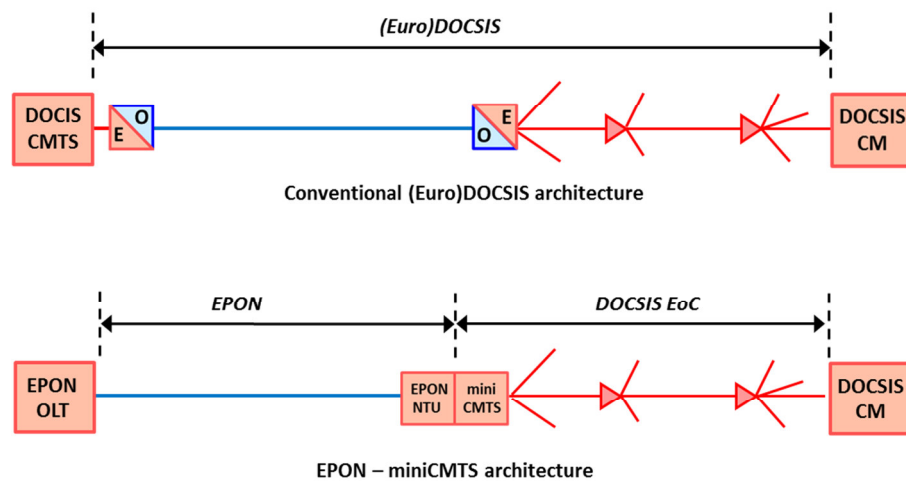 (Euro)DOCSIS
DOCIS
CMTS
E
O
O
E
DOCSIS
CM
Conventional (Euro)DOCSIS architecture
EPON
DOCSIS EoC
EPON
OLT
EPON
NTU
mini
CMTS
DOCSIS
CM
EPON – miniCMTS architecture